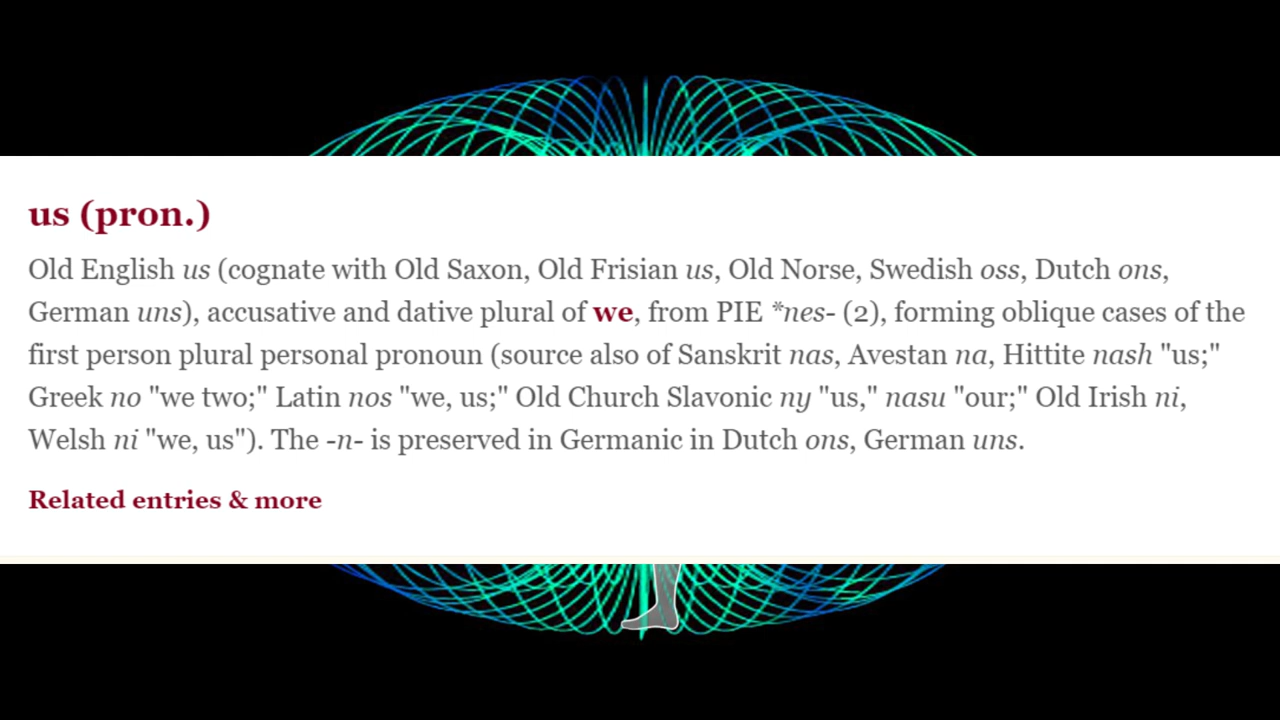 us (pron.)
Old English us (cognate with Old Saxon, Old Frisian us, Old Norse, Swedish oss, Dutch ons,
German uns), accusative and dative plural of we, from PIE *nes- (2), forming oblique cases of the
first person plural personal pronoun (source also of Sanskrit nas, Avestan na, Hittite nash "us;"
Greek no "we two;" Latin nos "we, us;" Old Church Slavonic ny "us," nasu "our;" Old Irish ni,
Welsh ni "we, us"). The -n- is preserved in Germanic in Dutch ons, German uns.
Related entries & more